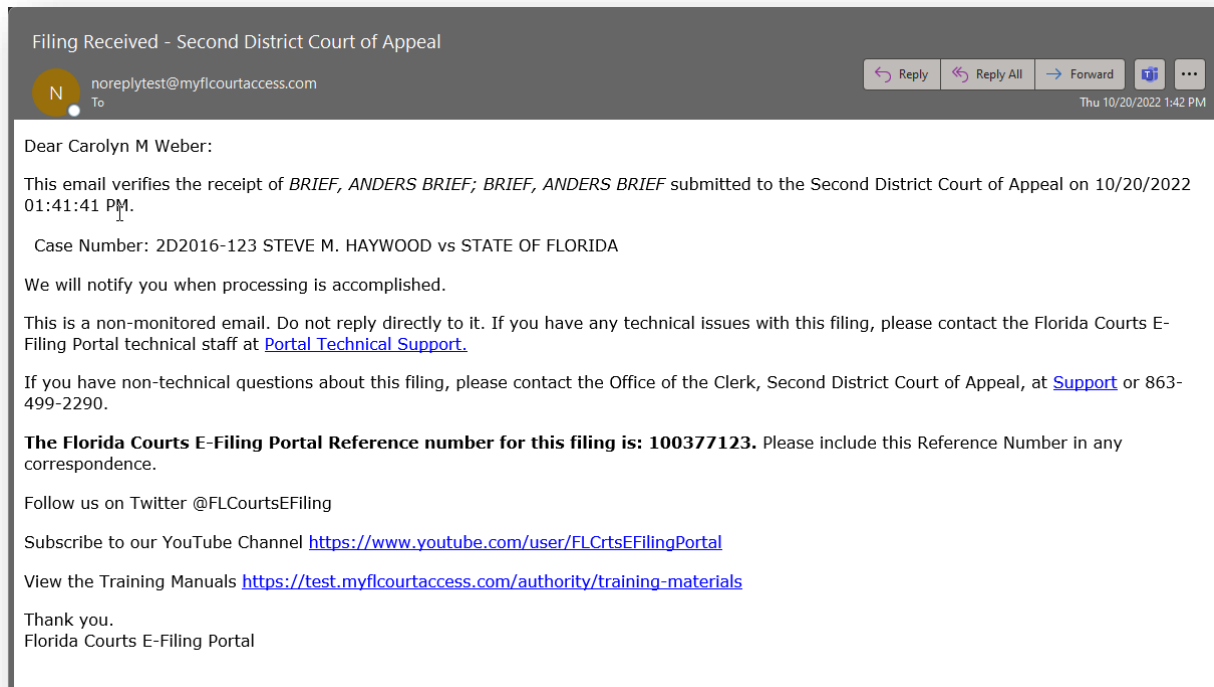 Filing Received - Second District Court of Appeal
N
noreplytest@myflcourtaccess.com
To
Reply
Reply All
Forward
Thu 10/20/2022 1:42 PM
Dear Carolyn M Weber:
This email verifies the receipt of BRIEF, ANDERS BRIEF; BRIEF, ANDERS BRIEF submitted to the Second District Court of Appeal on 10/20/2022
01:41:41 PM.
Case Number: 2D2016-123 STEVE M. HAYWOOD vs STATE OF FLORIDA
We will notify you when processing is accomplished.
This is a non-monitored email. Do not reply directly to it. If you have any technical issues with this filing, please contact the Florida Courts E-
Filing Portal technical staff at Portal Technical Support.
If you have non-technical questions about this filing, please contact the Office of the Clerk, Second District Court of Appeal, at Support or 863-
499-2290.
The Florida Courts E-Filing Portal Reference number for this filing is: 100377123. Please include this Reference Number in any
correspondence.
Follow us on Twitter @FLCourtsEFiling
Subscribe to our YouTube Channel https://www.youtube.com/user/FLCrtsEFilingPortal
View the Training Manuals https://test.myflcourtaccess.com/authority/training-materials
Thank you.
Florida Courts E-Filing Portal